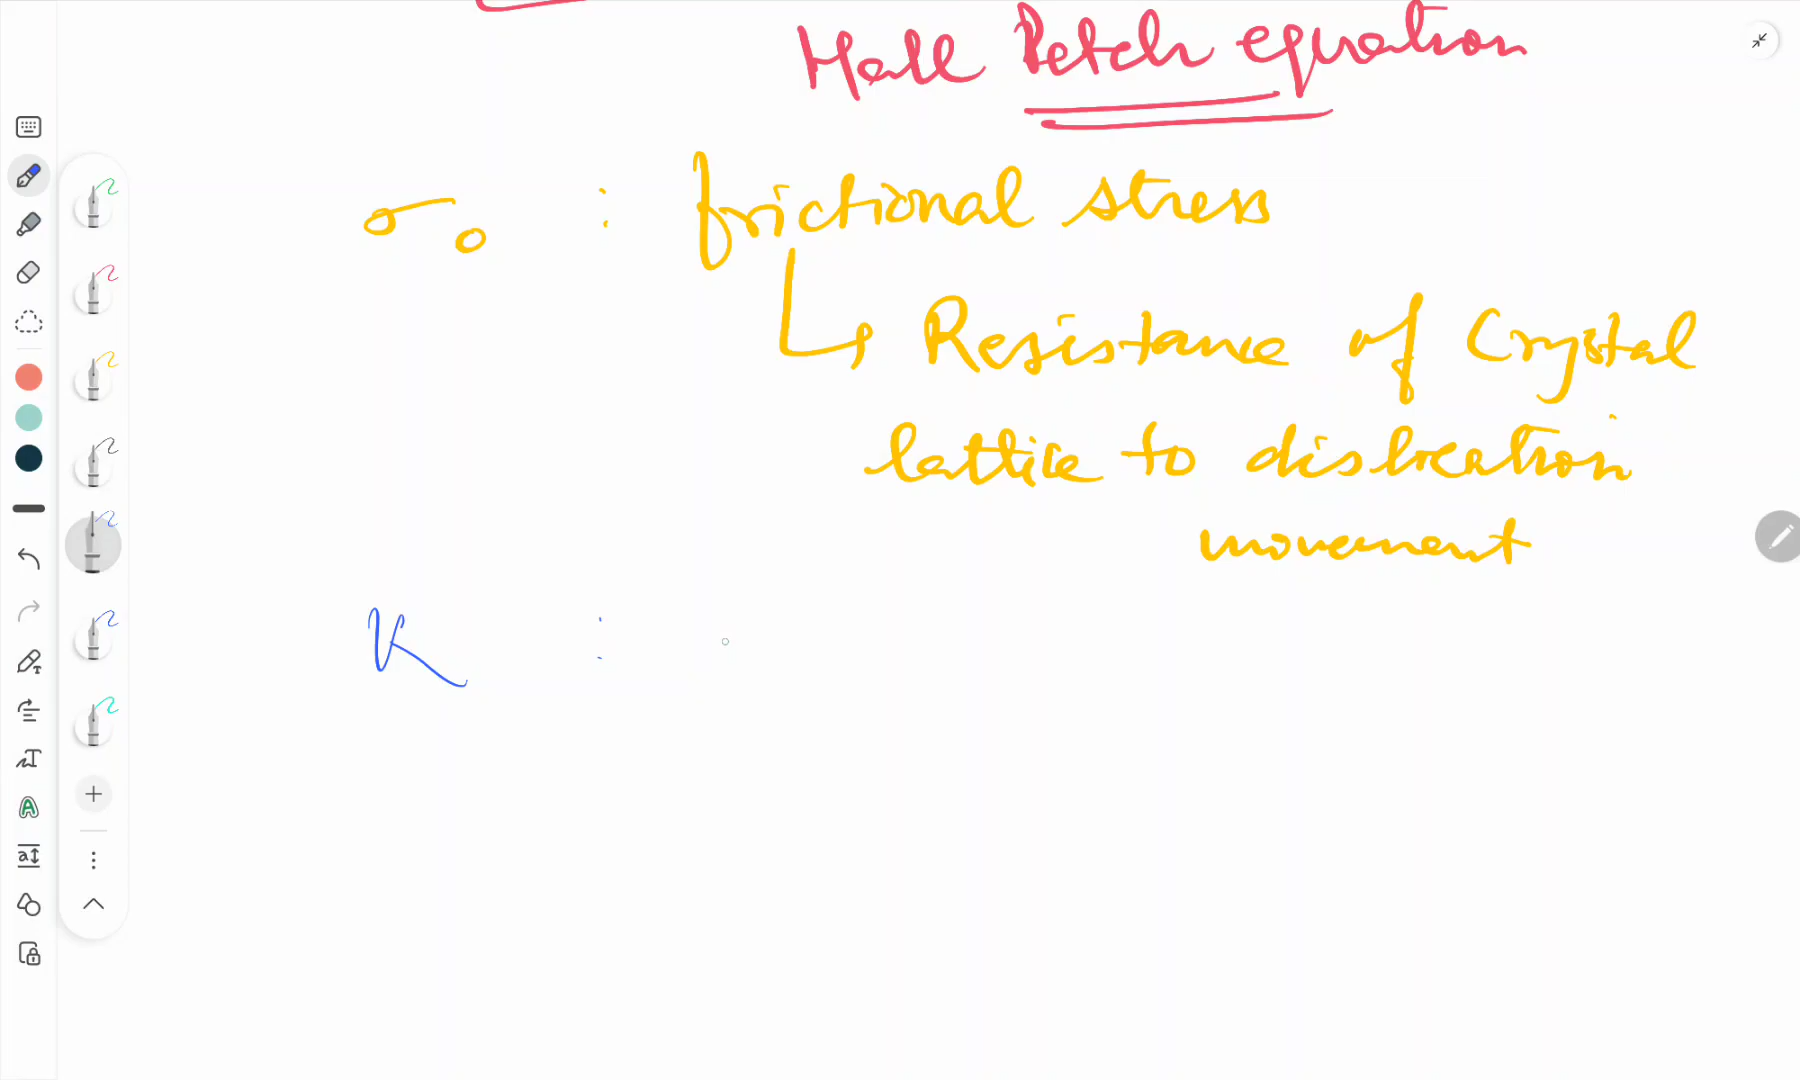 Hall Petch equation
σ₀ : frictional stress
↳ Resistance of Crystal
lattice to dislocation
movement
K :